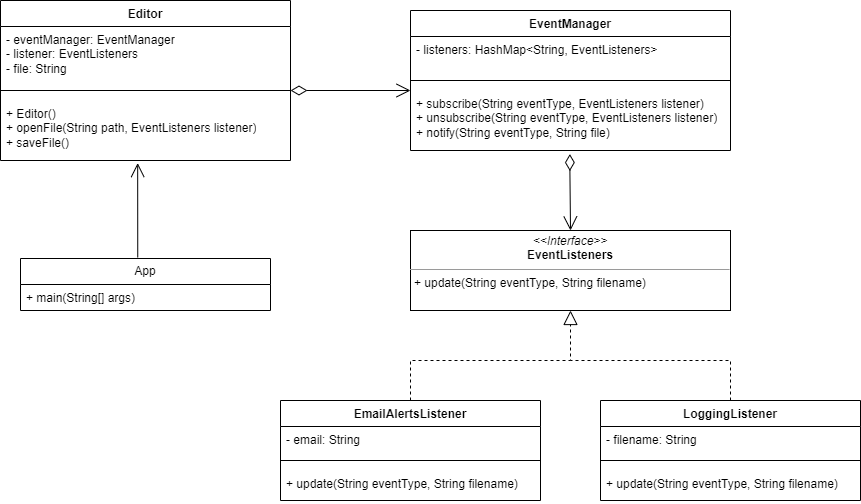 Editor
- eventManager: EventManager
- listener: EventListeners
- file: String
+ Editor()
+ openFile(String path, EventListeners listener)
+ saveFile()
EventManager
- listeners: HashMap<String, EventListeners>
+ subscribe(String eventType, EventListeners listener)
+ unsubscribe(String eventType, EventListeners listener)
+ notify(String eventType, String file)
App
+ main(String[] args)
<<Interface>>
EventListeners
+ update(String eventType, String filename)
EmailAlertsListener
- email: String
+ update(String eventType, String filename)
LoggingListener
- filename: String
+ update(String eventType, String filename)